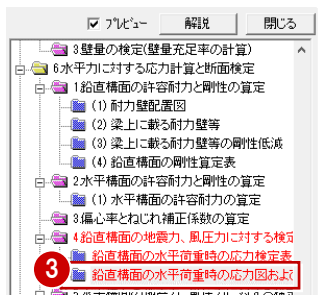 プレビュー 解説 閉じる
3壁量の検定(壁量充足率の計算)
6水平力に対する応力計算と断面検定
1鉛直構面の許容耐力と剛性の算定
(1) 耐力壁配置図
(2) 梁上に載る耐力壁等
(3) 梁上に載る耐力壁等の剛性低減
(4) 鉛直構面の剛性算定表
2水平構面の許容耐力と剛性の算定
(1) 水平構面の許容耐力の算定
3偏心率とねじれ補正係数の算定
4鉛直構面の地震力、風圧力に対する検定
鉛直構面の水平荷重時の応力検定表
3 鉛直構面の水平荷重時の応力図およ